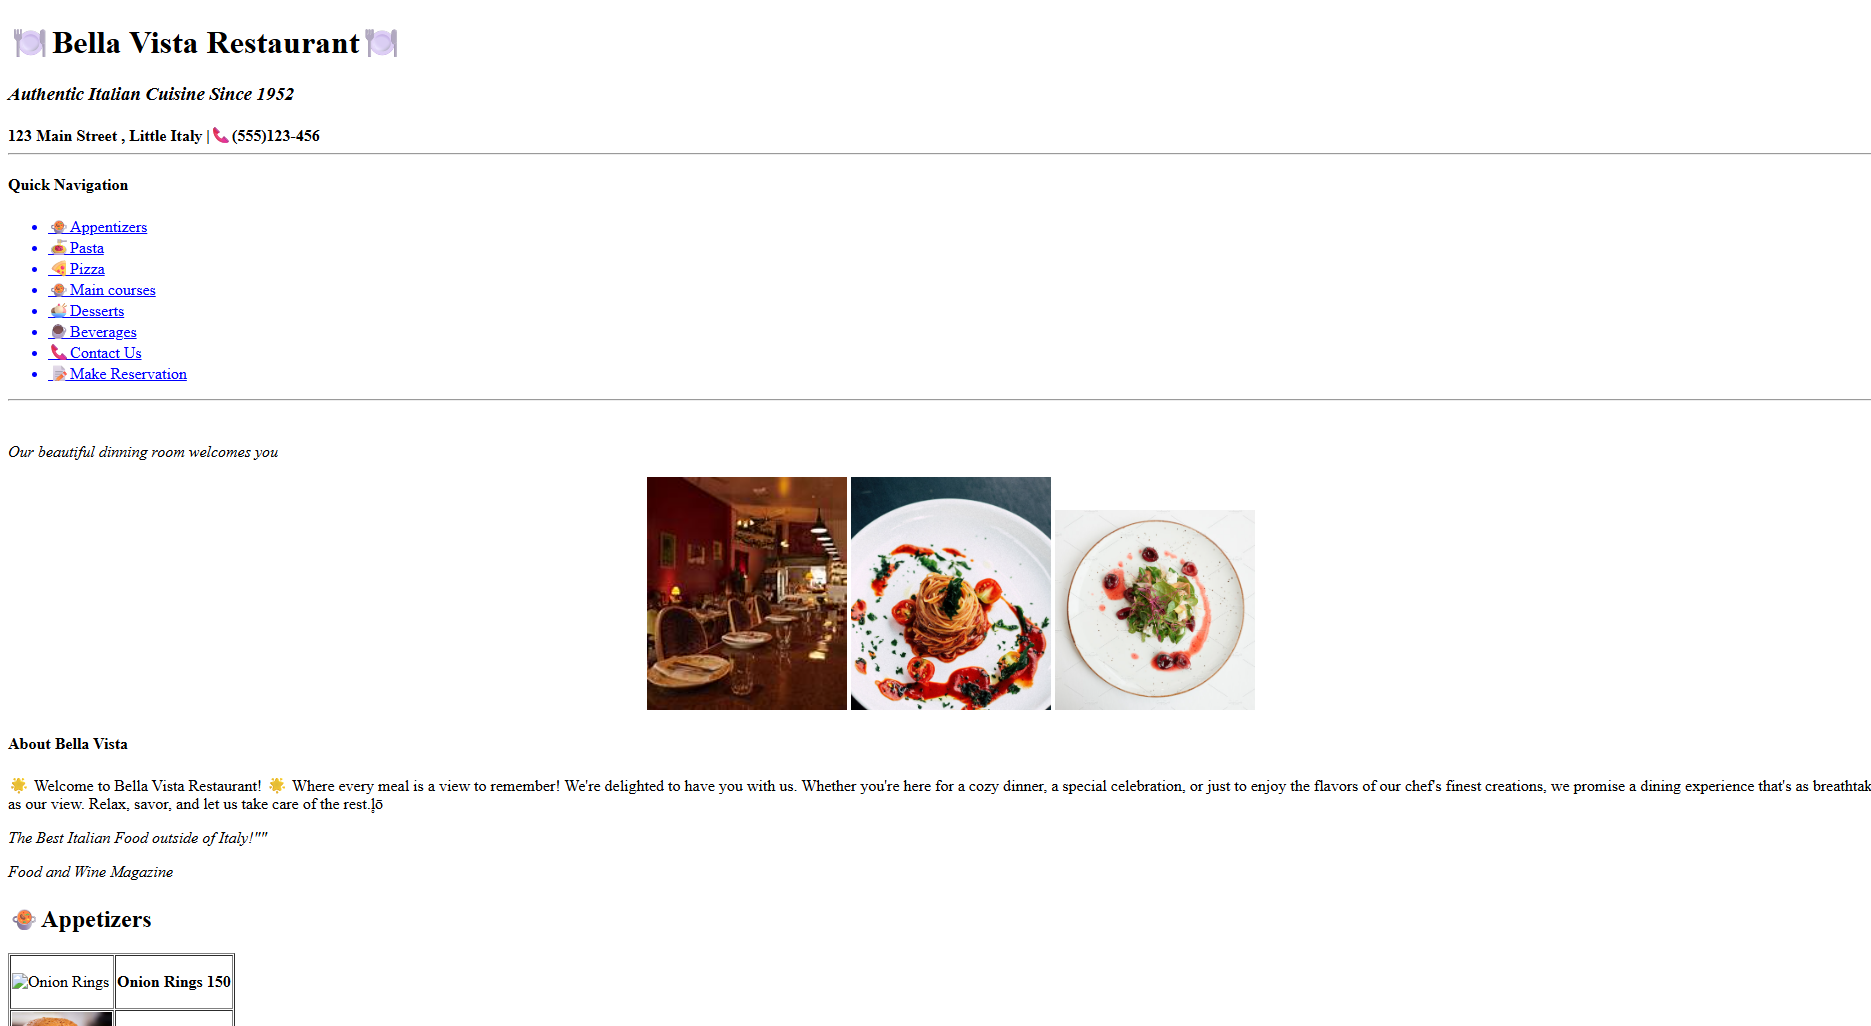 🍽️Bella Vista Restaurant🍽️
Authentic Italian Cuisine Since 1952
123 Main Street , Little Italy |📞(555)123-456
Quick Navigation
🍲Appentizers
🍝Pasta
🍕Pizza
🍲Main courses
🍧Desserts
☕Beverages
📞Contact Us
📝Make Reservation
Our beautiful dinning room welcomes you
About Bella Vista
🌟 Welcome to Bella Vista Restaurant! 🌟 Where every meal is a view to remember! We're delighted to have you with us. Whether you're here for a cozy dinner, a special celebration, or just to enjoy the flavors of our chef's finest creations, we promise a dining experience that's as breathtak
as our view. Relax, savor, and let us take care of the rest.
The Best Italian Food outside of Italy!""
Food and Wine Magazine
🍲Appetizers
Onion Rings
Onion Rings 150